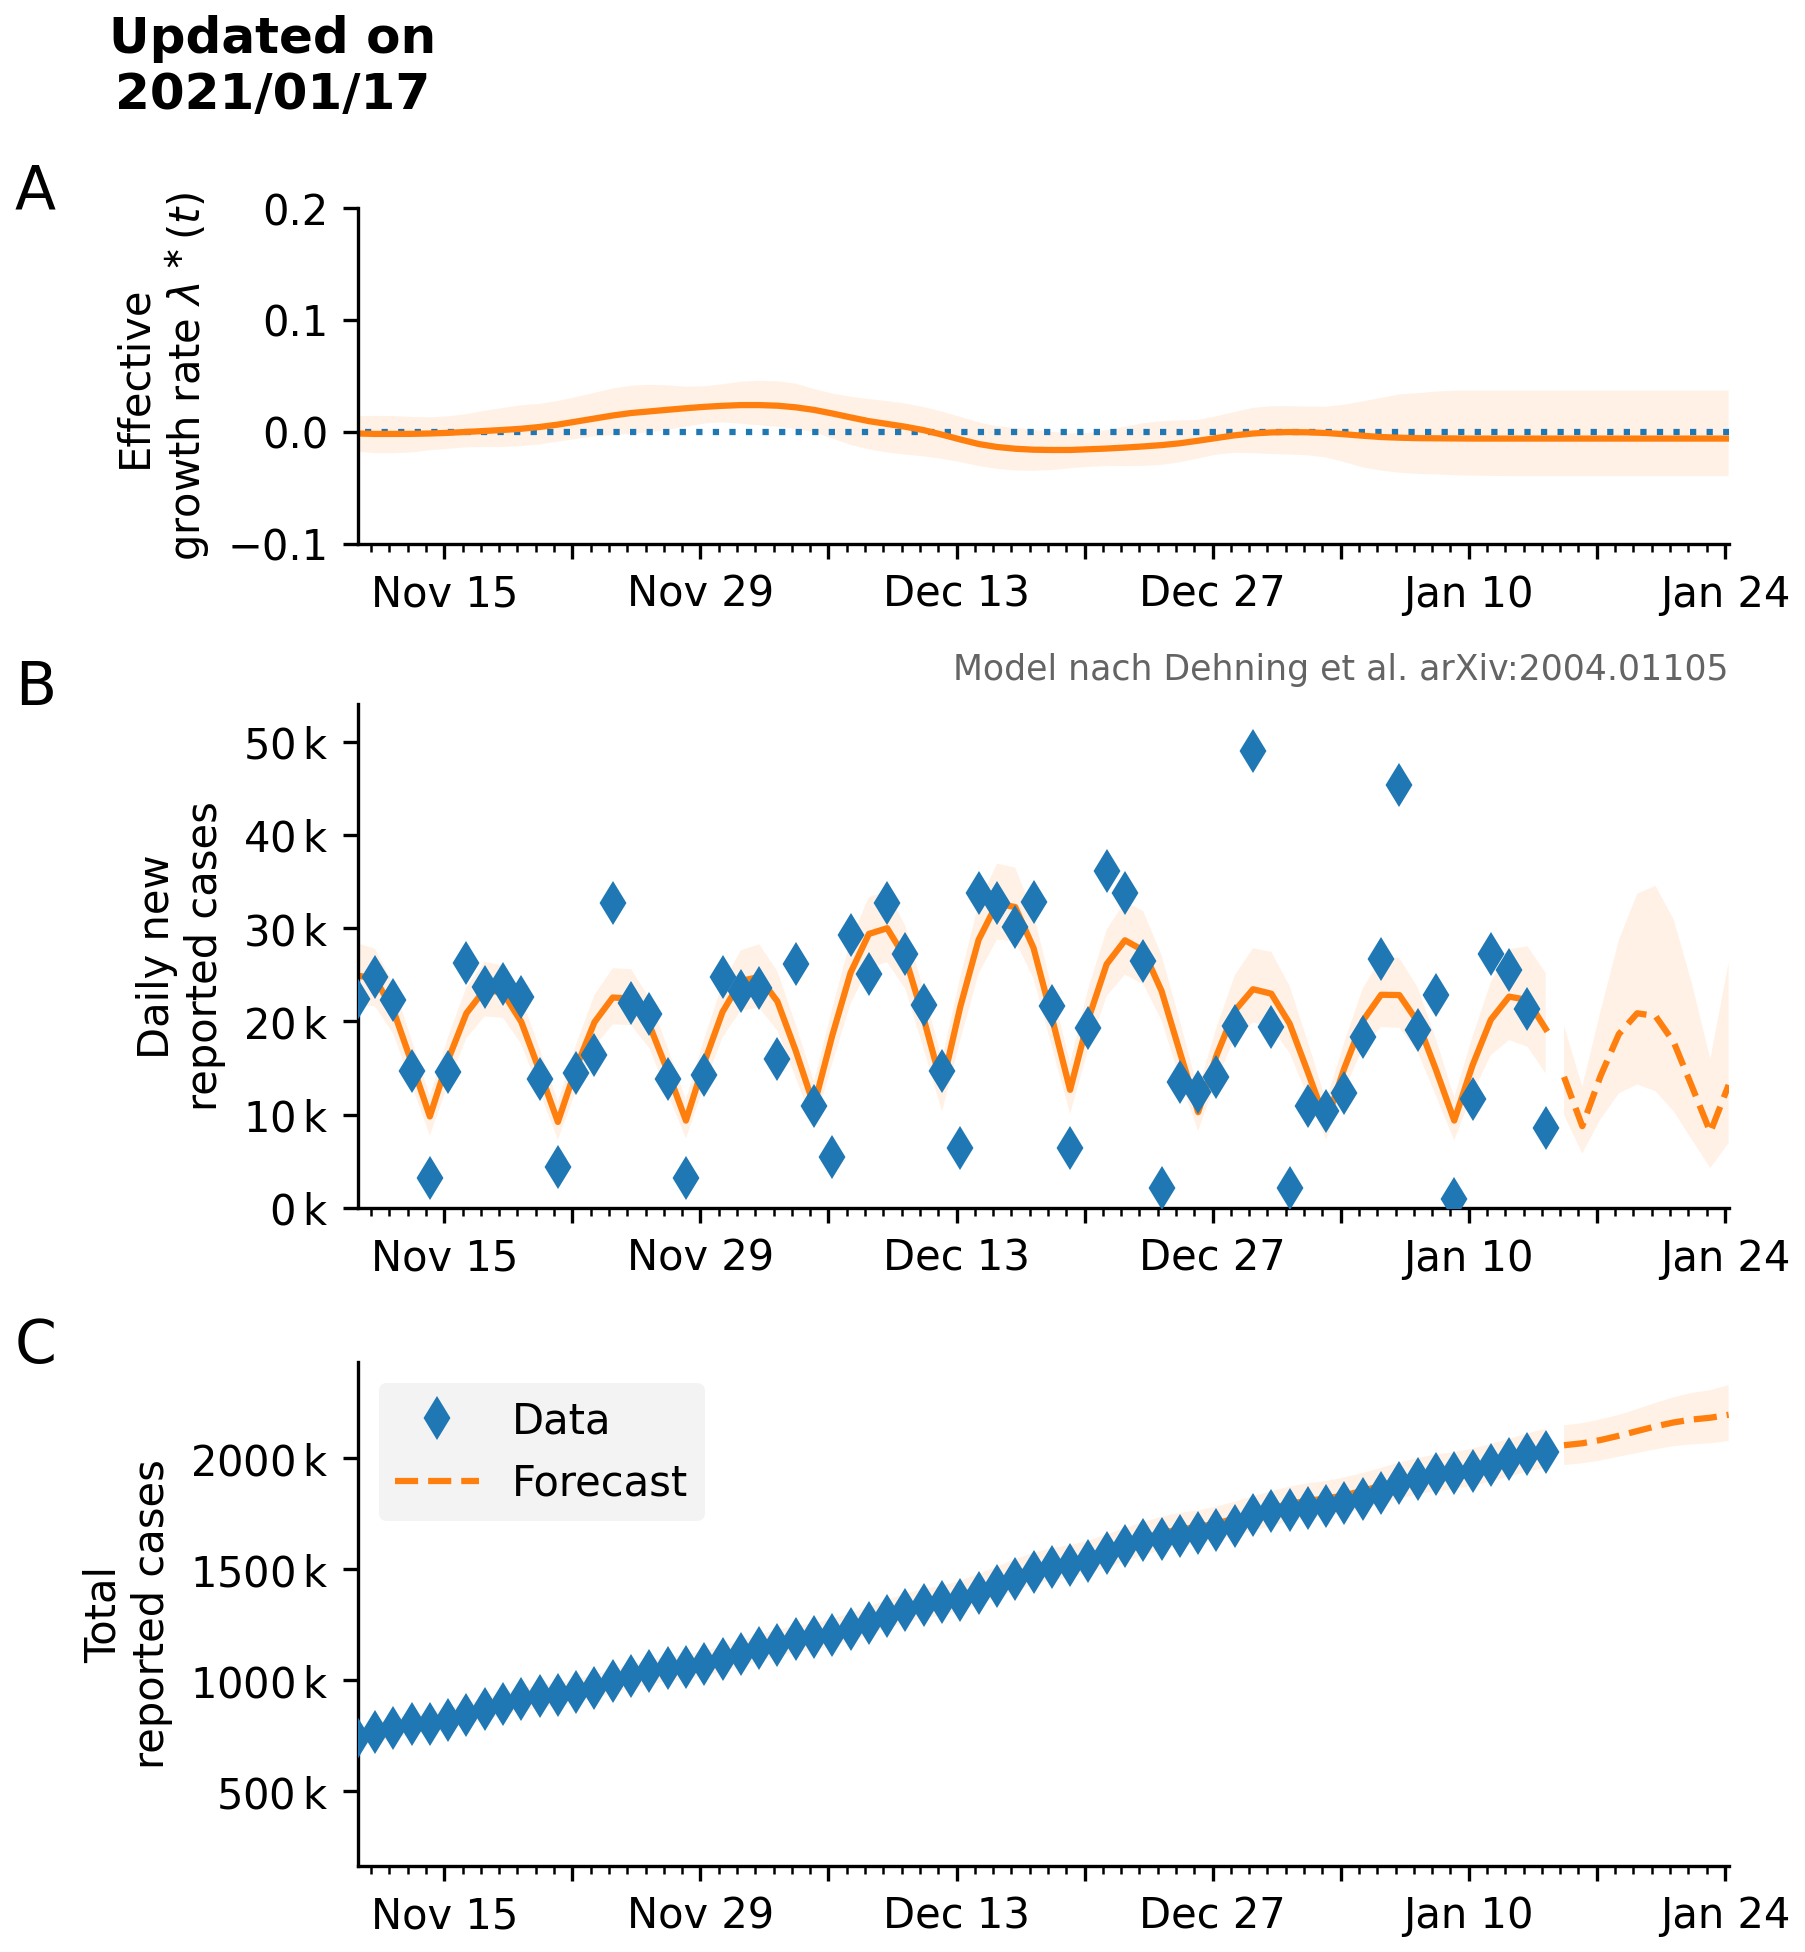 Updated on
2021/01/17
A
Effective
growth rate λ * (t)
0.2
0.1
0.0
−0.1
Nov 15 Nov 29 Dec 13 Dec 27 Jan 10 Jan 24
Model nach Dehning et al. arXiv:2004.01105
B
Daily new
reported cases
50 k
40 k
30 k
20 k
10 k
0 k
Nov 15 Nov 29 Dec 13 Dec 27 Jan 10 Jan 24
C
Total
reported cases
Data
Forecast
2000 k
1500 k
1000 k
500 k
Nov 15 Nov 29 Dec 13 Dec 27 Jan 10 Jan 24